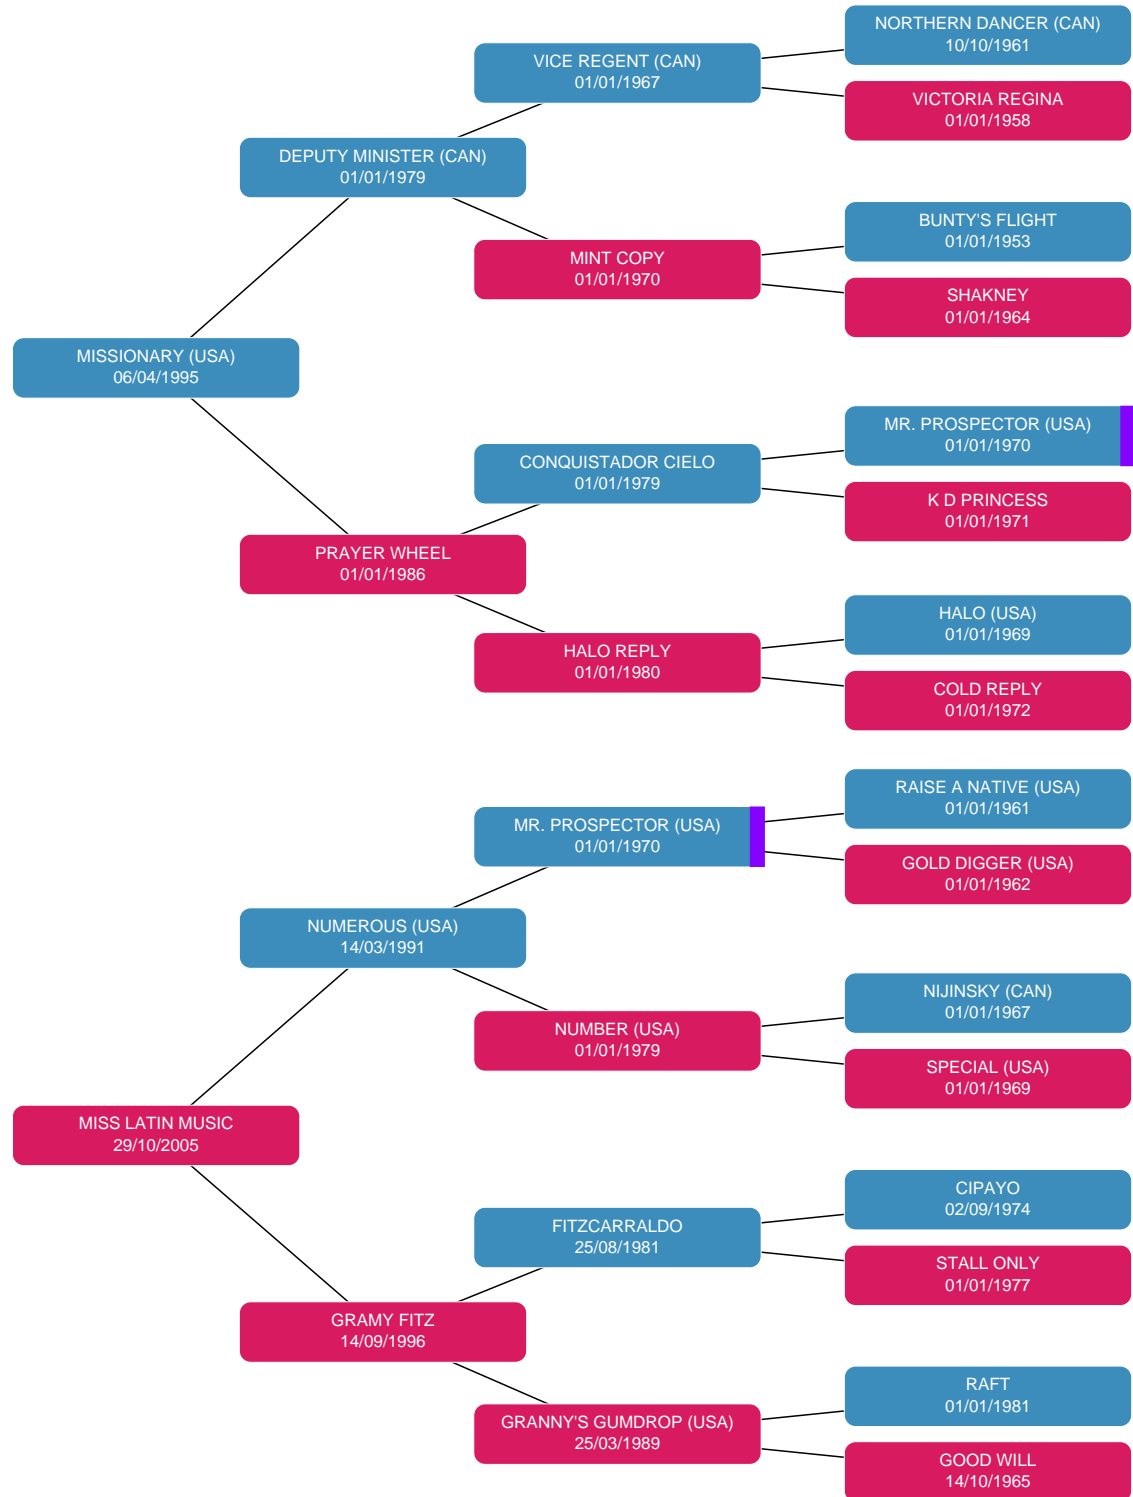 NORTHERN DANCER (CAN)
10/10/1961
VICE REGENT (CAN)
01/01/1967
VICTORIA REGINA
01/01/1958
DEPUTY MINISTER (CAN)
01/01/1979
BUNTY'S FLIGHT
01/01/1953
MINT COPY
01/01/1970
SHAKNEY
01/01/1964
MISSIONARY (USA)
06/04/1995
MR. PROSPECTOR (USA)
01/01/1970
CONQUISTADOR CIELO
01/01/1979
K D PRINCESS
01/01/1971
PRAYER WHEEL
01/01/1986
HALO (USA)
01/01/1969
HALO REPLY
01/01/1980
COLD REPLY
01/01/1972
RAISE A NATIVE (USA)
01/01/1961
MR. PROSPECTOR (USA)
01/01/1970
GOLD DIGGER (USA)
01/01/1962
NUMEROUS (USA)
14/03/1991
NIJINSKY (CAN)
01/01/1967
NUMBER (USA)
01/01/1979
SPECIAL (USA)
01/01/1969
MISS LATIN MUSIC
29/10/2005
CIPAYO
02/09/1974
FITZCARRALDO
25/08/1981
STALL ONLY
01/01/1977
GRAMY FITZ
14/09/1996
RAFT
01/01/1981
GRANNY'S GUMDROP (USA)
25/03/1989
GOOD WILL
14/10/1965